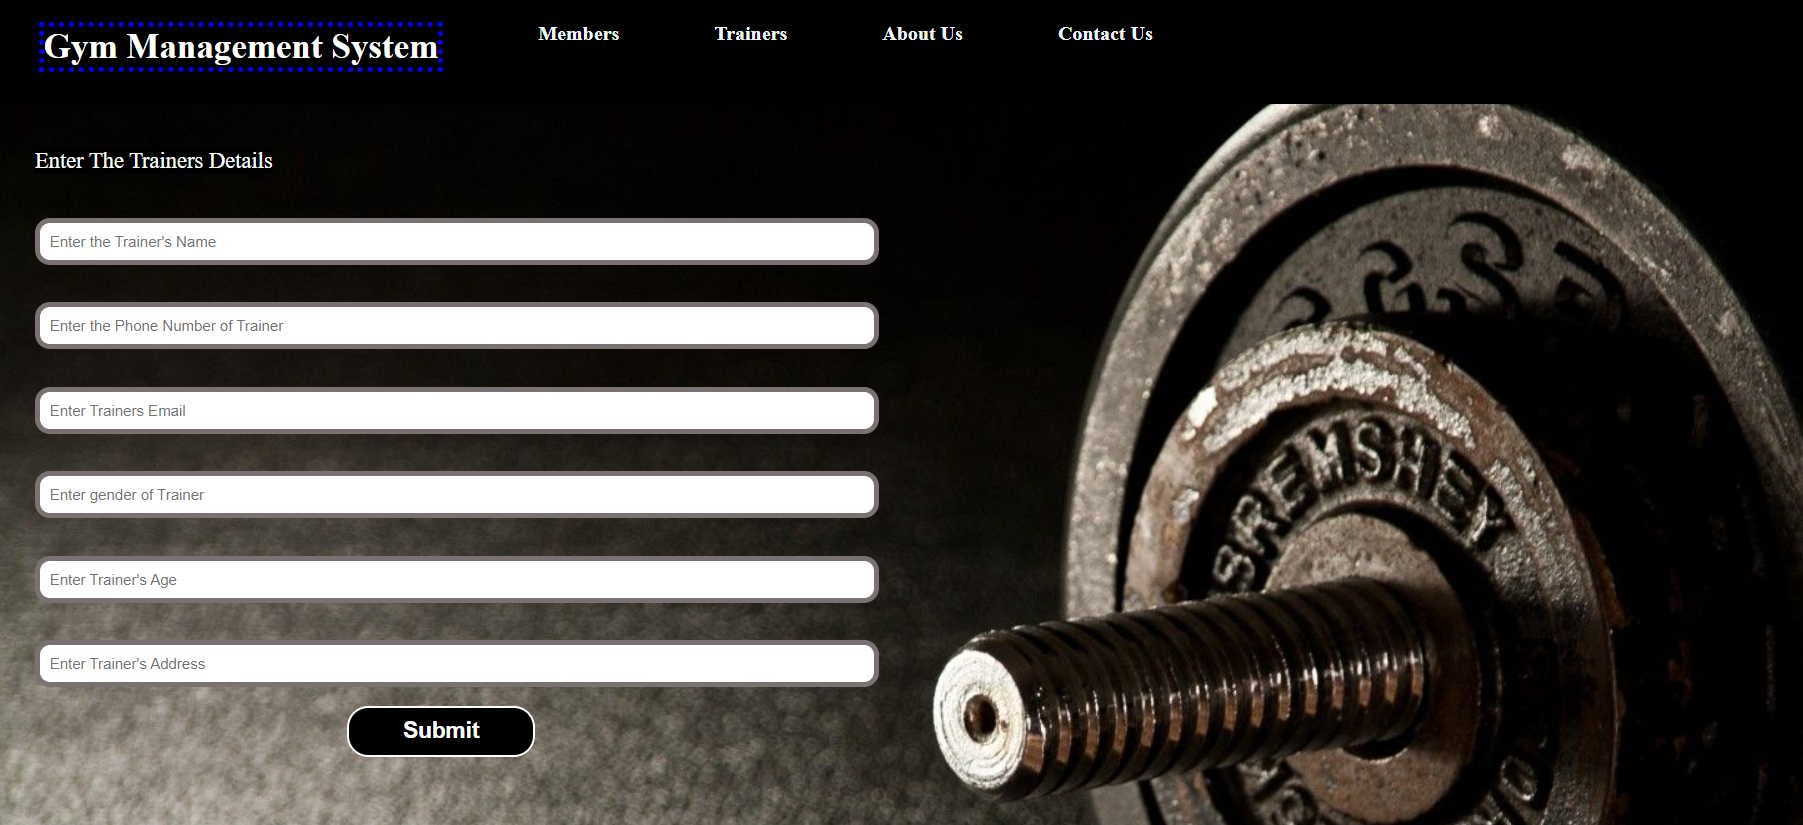 Gym Management System
Members
Trainers
About Us
Contact Us
Enter The Trainers Details
Enter the Trainer's Name
Enter the Phone Number of Trainer
Enter Trainers Email
Enter gender of Trainer
Enter Trainer's Age
Enter Trainer's Address
Submit
BREMSHEY